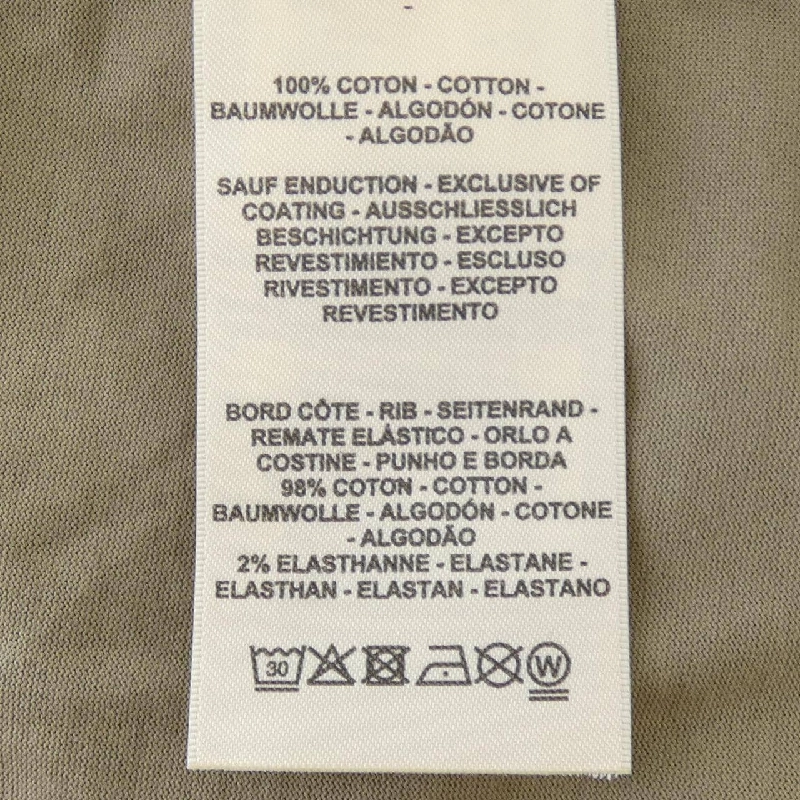 100% COTON - COTTON -
BAUMWOLLE - ALGODÓN - COTONE
- ALGODÃO
SAUF ENDUCTION - EXCLUSIVE OF
COATING - AUSSCHLIESSLICH
BESCHICHTUNG - EXCEPTO
REVESTIMIENTO - ESCLUSO
RIVESTIMENTO - EXCEPTO
REVESTIMENTO
BORD CÔTE - RIB - SEITENRAND -
REMATE ELÁSTICO - ORLO A
COSTINE - PUNHO E BORDA
98% COTON - COTTON -
BAUMWOLLE - ALGODÓN - COTONE
- ALGODÃO
2% ELASTHANNE - ELASTANE -
ELASTHAN - ELASTAN - ELASTANO
30 W